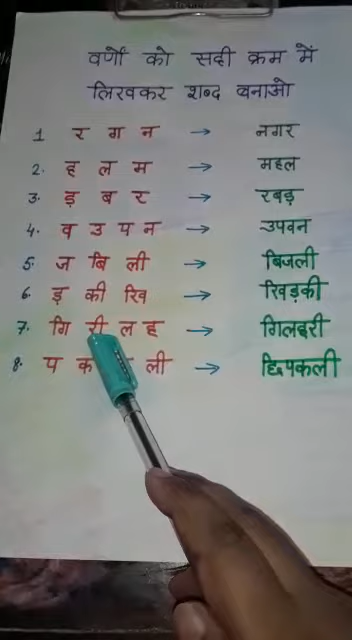 वर्णो को सही क्रम में
लिखकर शब्द बनाओ
1 र ग न → नगर
2. ह ल म → महल
3. ड़ ब र → रबड़
4. व उ प न → उपवन
5. ज बि ली → बिजली
6. ड़ की खि → खिड़की
7. गि री ल ह → गिलहरी
8. प क ली → छिपकली